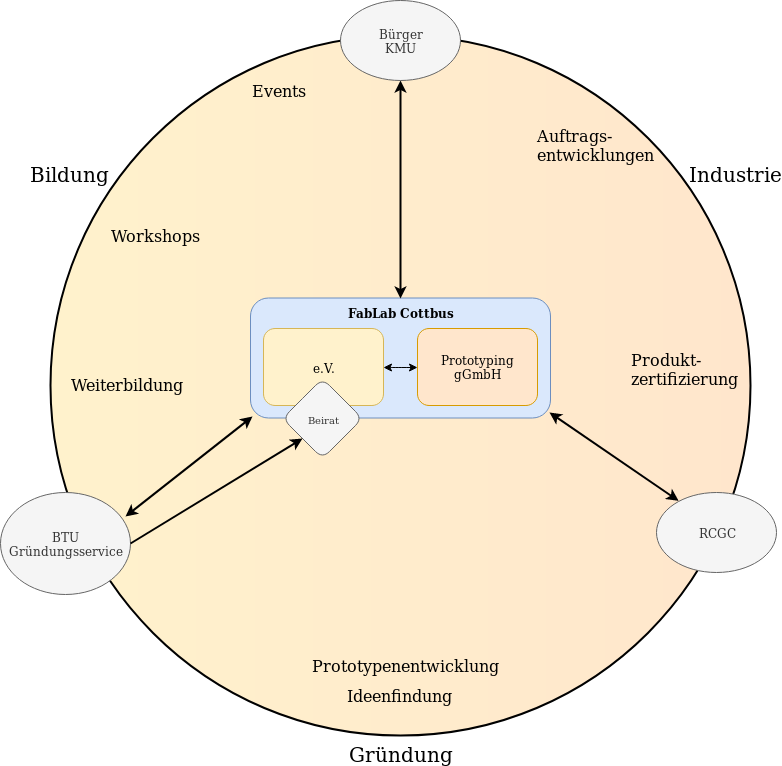 Bürger
KMU
Events
Auftrags-
entwicklungen
Bildung
Industrie
Workshops
FabLab Cottbus
e.V.
Prototyping
gGmbH
Produkt-
zertifizierung
Weiterbildung
Beirat
BTU
Gründungsservice
RCGC
Prototypenentwicklung
Ideenfindung
Gründung